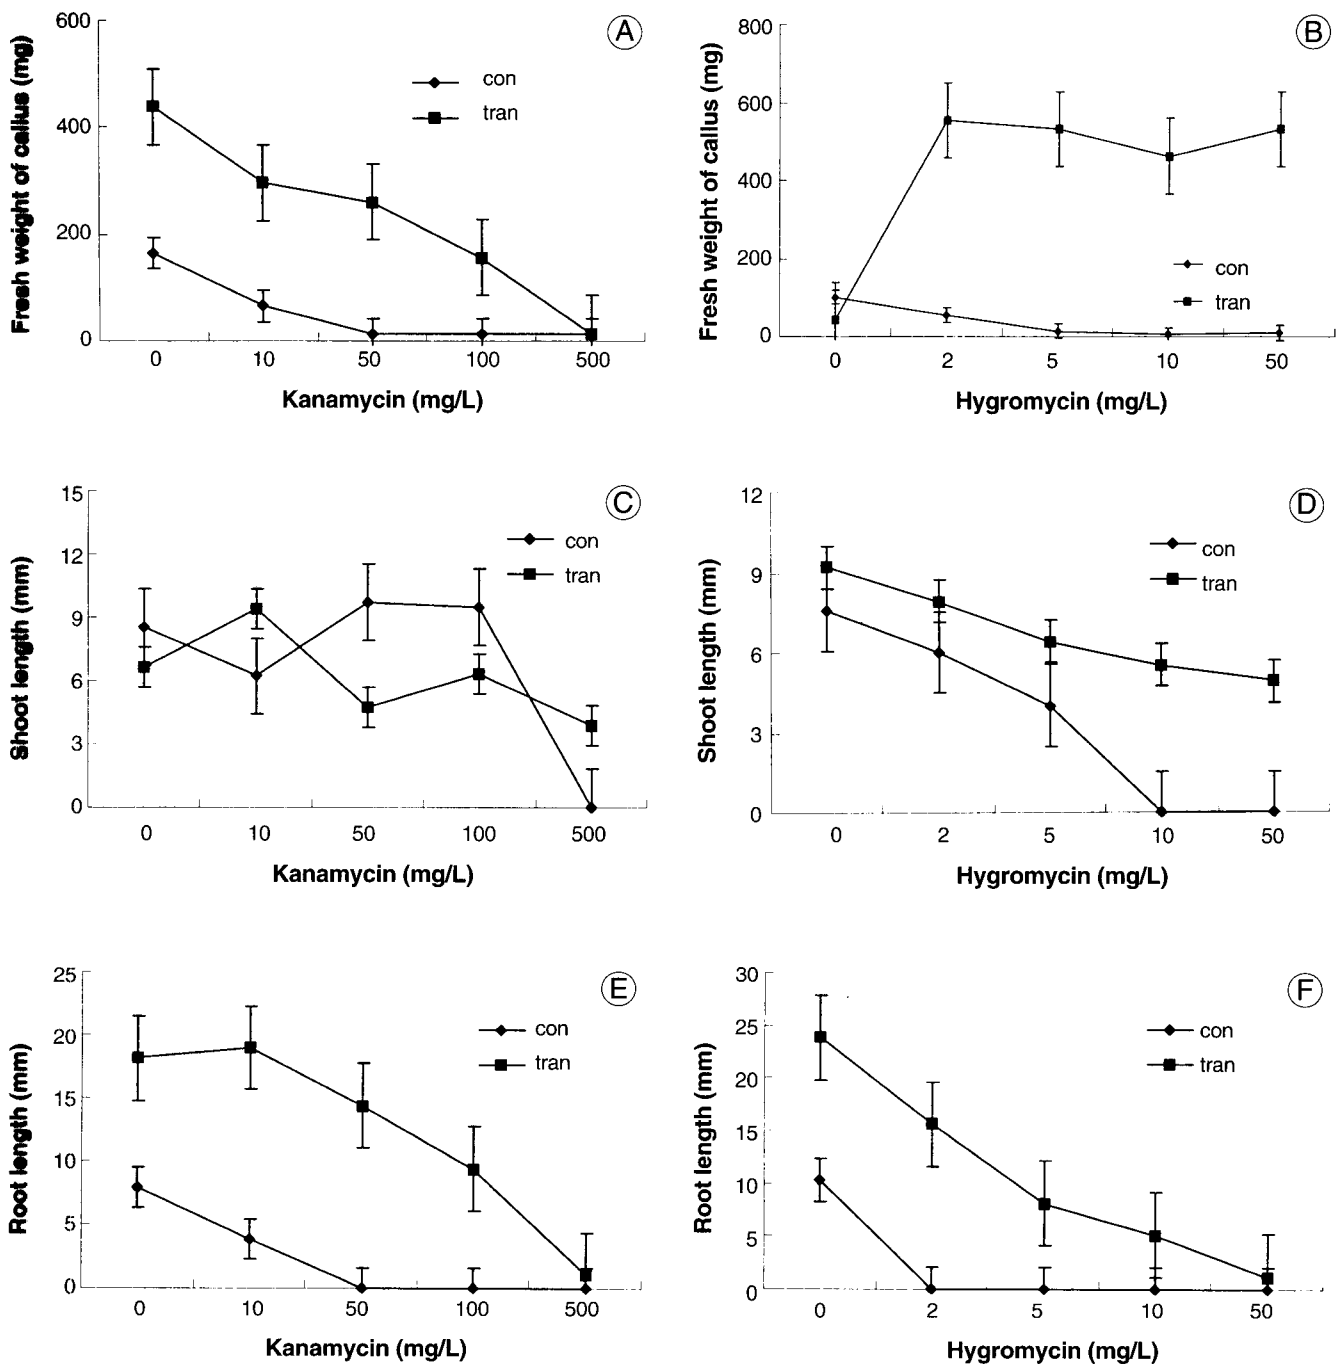 A
Fresh weight of callus (mg)
600
400
200
0
con
tran
0 10 50 100 500
Kanamycin (mg/L)
B
Fresh weight of callus (mg)
800
600
400
200
0
con
tran
0 2 5 10 50
Hygromycin (mg/L)
C
Shoot length (mm)
15
12
9
6
3
0
con
tran
0 10 50 100 500
Kanamycin (mg/L)
D
Shoot length (mm)
12
9
6
3
0
con
tran
0 2 5 10 50
Hygromycin (mg/L)
E
Root length (mm)
25
20
15
10
5
0
con
tran
0 10 50 100 500
Kanamycin (mg/L)
F
Root length (mm)
30
25
20
15
10
5
0
con
tran
0 2 5 10 50
Hygromycin (mg/L)